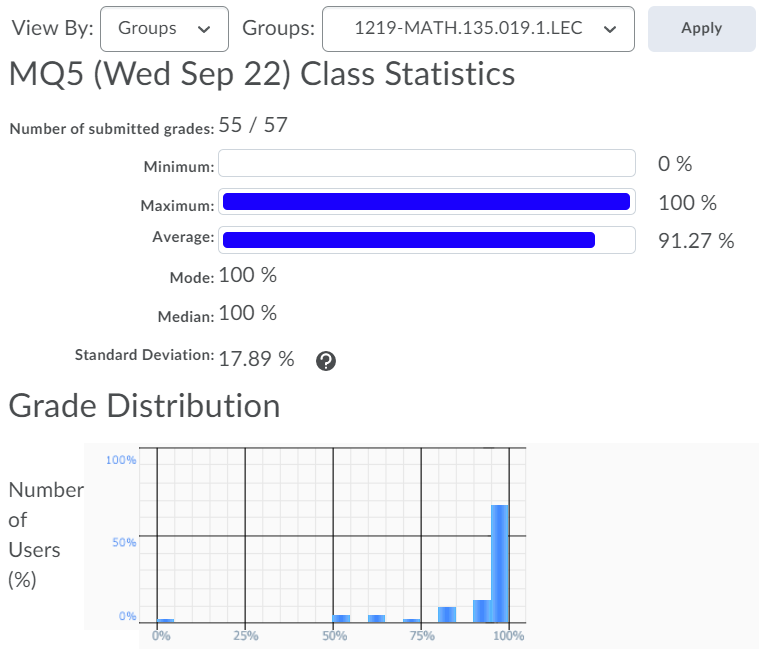 View By: Groups Groups: 1219-MATH.135.019.1.LEC Apply
MQ5 (Wed Sep 22) Class Statistics
Number of submitted grades: 55 / 57
Minimum: 0 %
Maximum: 100 %
Average: 91.27 %
Mode: 100 %
Median: 100 %
Standard Deviation: 17.89 % ?
Grade Distribution
Number
of
Users
(%)
100%
50%
0%
0% 25% 50% 75% 100%